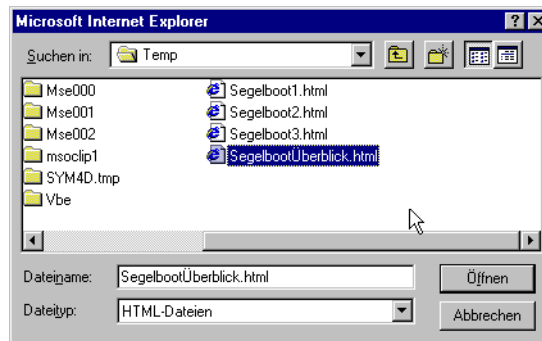 Microsoft Internet Explorer
Suchen in: Temp
Mse000
Mse001
Mse002
msoclip1
SYM4D.tmp
Vbe
Segelboot1.html
Segelboot2.html
Segelboot3.html
SegelbootÜberblick.html
Dateiname: SegelbootÜberblick.html Öffnen
Dateityp: HTML-Dateien Abbrechen